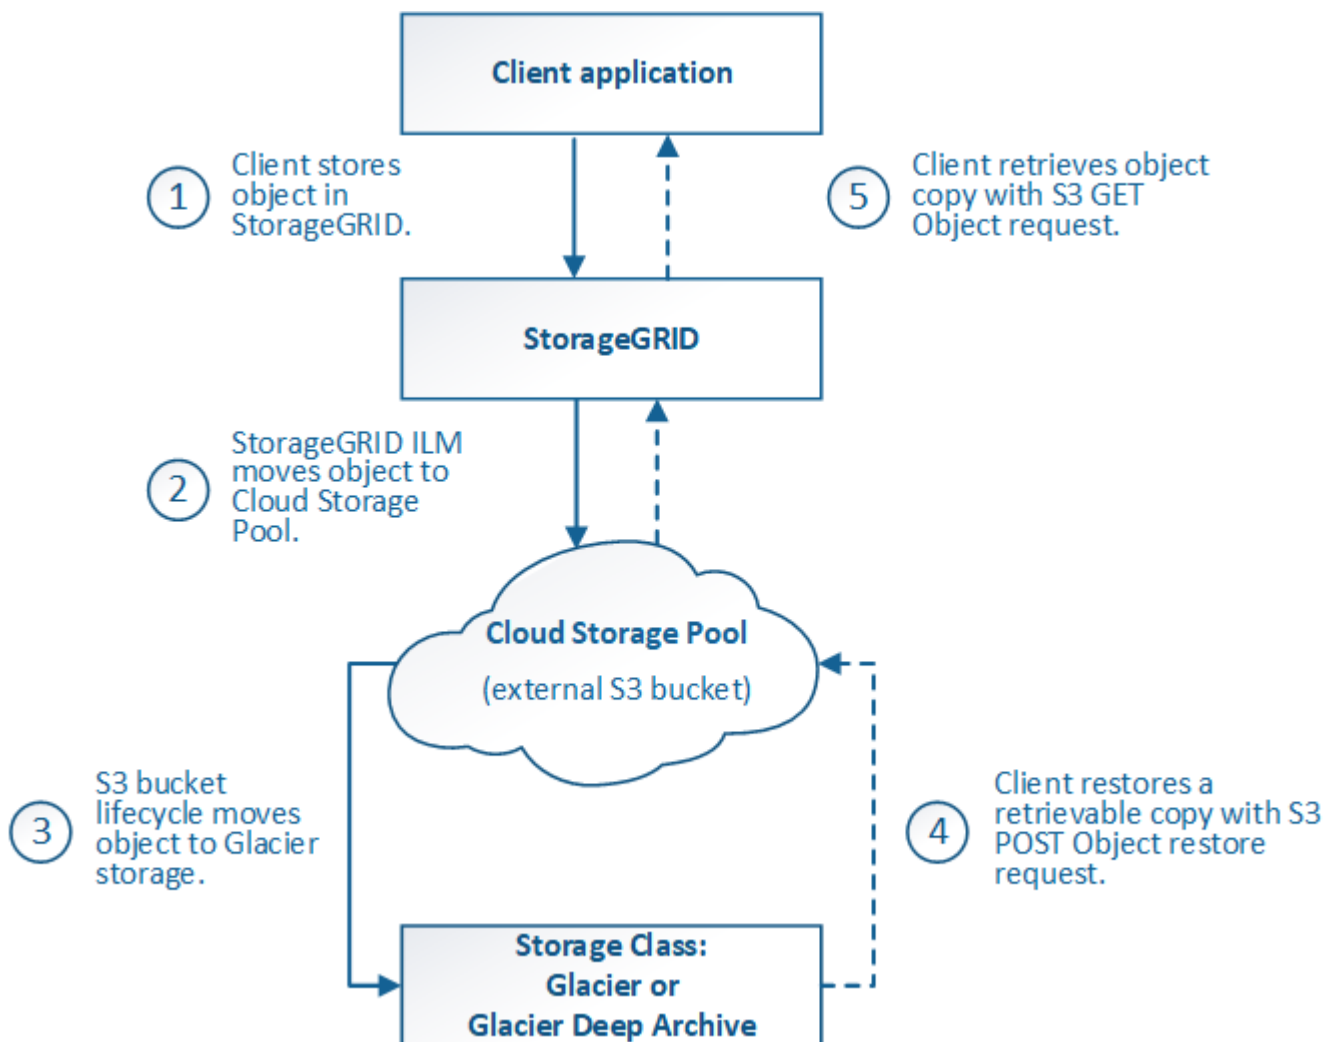 Client application
1
Client stores
object in
StorageGRID.
5
Client retrieves object
copy with S3 GET
Object request.
StorageGRID
2
StorageGRID ILM
moves object to
Cloud Storage
Pool.
Cloud Storage Pool
(external S3 bucket)
3
S3 bucket
lifecycle moves
object to Glacier
storage.
4
Client restores a
retrievable copy with S3
POST Object restore
request.
Storage Class:
Glacier or
Glacier Deep Archive